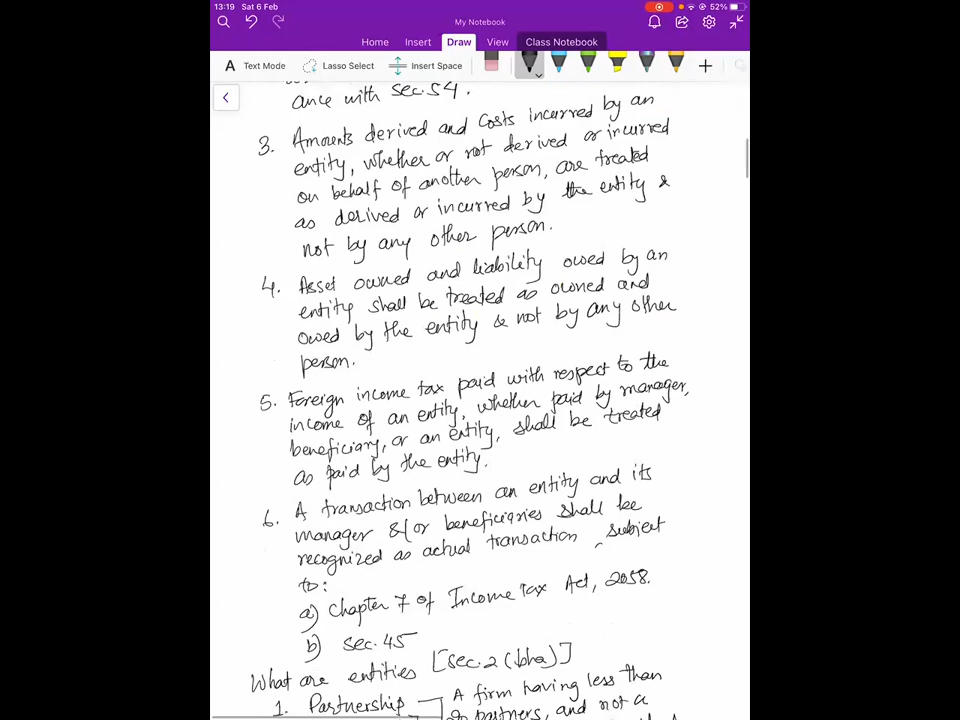 13:19 Sat 6 Feb
52%
My Notebook
Home Insert Draw View Class Notebook
Text Mode Lasso Select Insert Space
ance with sec.54.
3. Amounts derived and costs incurred by an
entity, whether or not derived or incurred
on behalf of another person, are treated
as derived or incurred by the entity &
not by any other person.
4. Asset owned and liability owed by an
entity shall be treated as owned and
owed by the entity & not by any other
person.
5. Foreign income tax paid with respect to the
income of an entity, whether paid by manager,
beneficiary, or an entity, shall be treated
as paid by the entity.
6. A transaction between an entity and its
manager &/or beneficiaries shall be
recognized as actual transaction, subject
to:
a) Chapter 7 of Income Tax Act, 2058.
b) sec.45
What are entities [sec.2(bha)]
1. Partnership
A firm having less than
20 partners, and not a